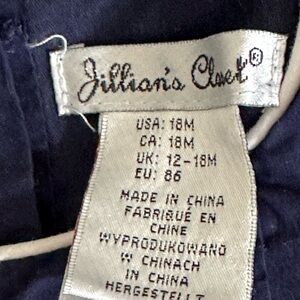 Jillian's Closet®
USA: 18M
CA: 18M
UK: 12-18M
EU: 86
MADE IN CHINA
FABRIQUÉ EN
CHINE
WYPRODUKOWANO
W CHINACH
IN CHINA
HERGESTELLT